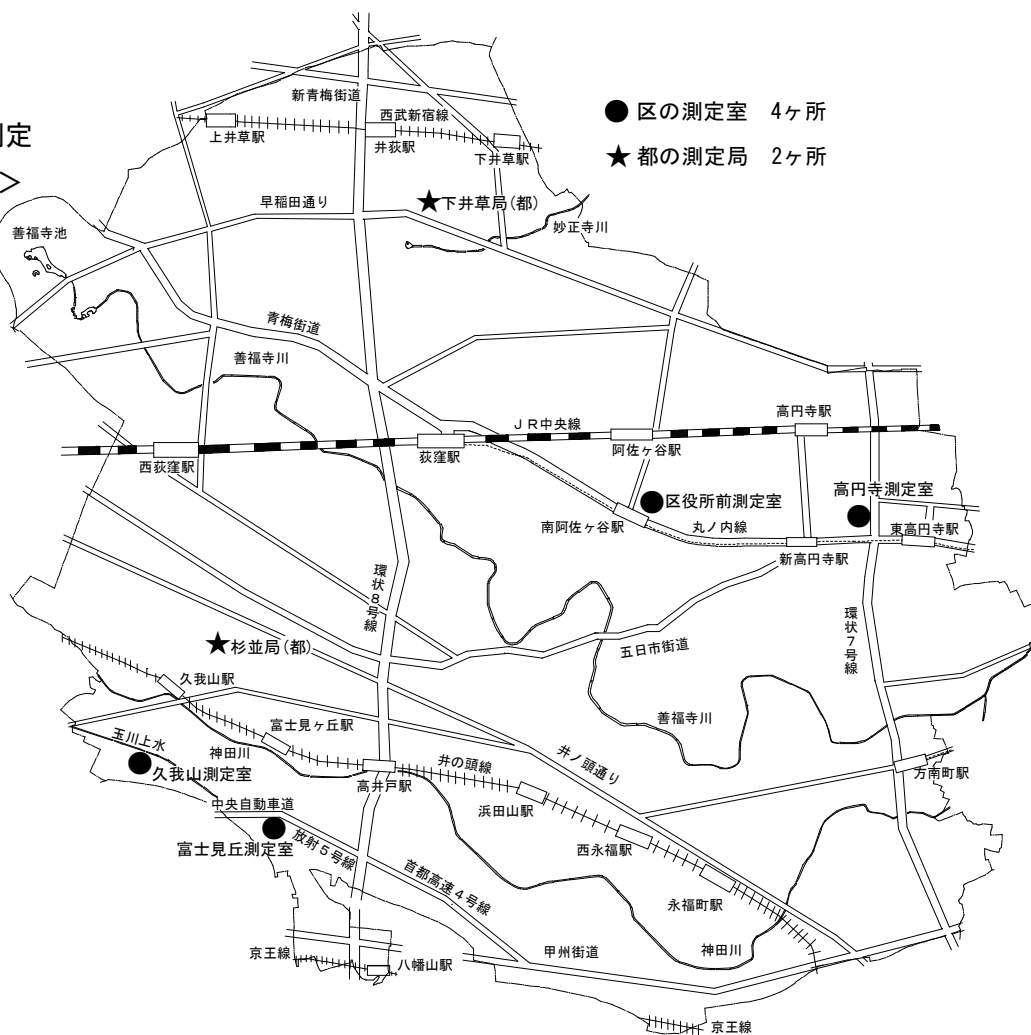 新青梅街道
西武新宿線
上井草駅
井荻駅
下井草駅
● 区の測定室 4ヶ所
★ 都の測定局 2ヶ所
則定
＞
早稲田通り
★下井草局(都)
妙正寺川
善福寺池
青梅街道
善福寺川
JR中央線
高円寺駅
西荻窪駅
荻窪駅
阿佐ヶ谷駅
高円寺測定室
区役所前測定室
南阿佐ヶ谷駅
丸ノ内線
東高円寺駅
新高円寺駅
環状8号線
環状7号線
★杉並局(都)
五日市街道
久我山駅
善福寺川
富士見ヶ丘駅
玉川上水
神田川
井の頭線
井ノ頭通り
久我山測定室
高井戸駅
方南町駅
浜田山駅
中央自動車道
富士見丘測定室
放射5号線
西永福駅
首都高速4号線
永福町駅
甲州街道
神田川
京王線
八幡山駅
京王線